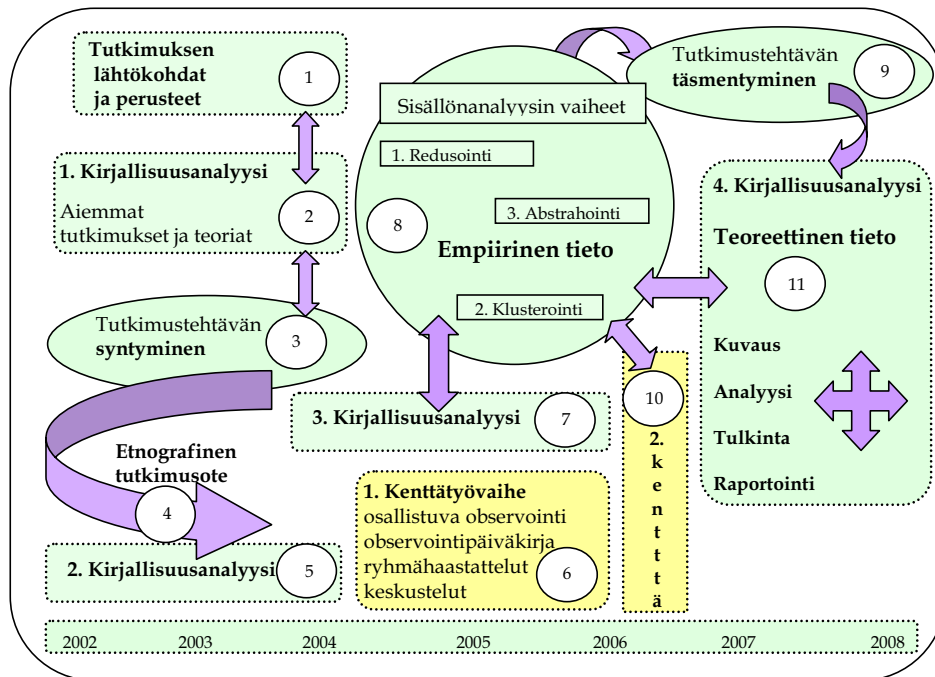 Tutkimuksen
lähtökohdat
ja perusteet
1
1. Kirjallisuusanalyysi
Aiemmat
tutkimukset ja teoriat
2
Tutkimustehtävän
syntyminen
3
Etnografinen
tutkimusote
4
2. Kirjallisuusanalyysi
5
1. Kenttätyövaihe
osallistuva observointi
observointipäiväkirja
ryhmähaastattelut
keskustelut
6
3. Kirjallisuusanalyysi
7
Sisällönanalyysin vaiheet
1. Redusointi
3. Abstrahointi
8
Empiirinen tieto
2. Klusterointi
Tutkimustehtävän
täsmentyminen
9
10
2.
k
e
n
t
t
t
ä
4. Kirjallisuusanalyysi
Teoreettinen tieto
11
Kuvaus
Analyysi
Tulkinta
Raportointi
2002 2003 2004 2005 2006 2007 2008